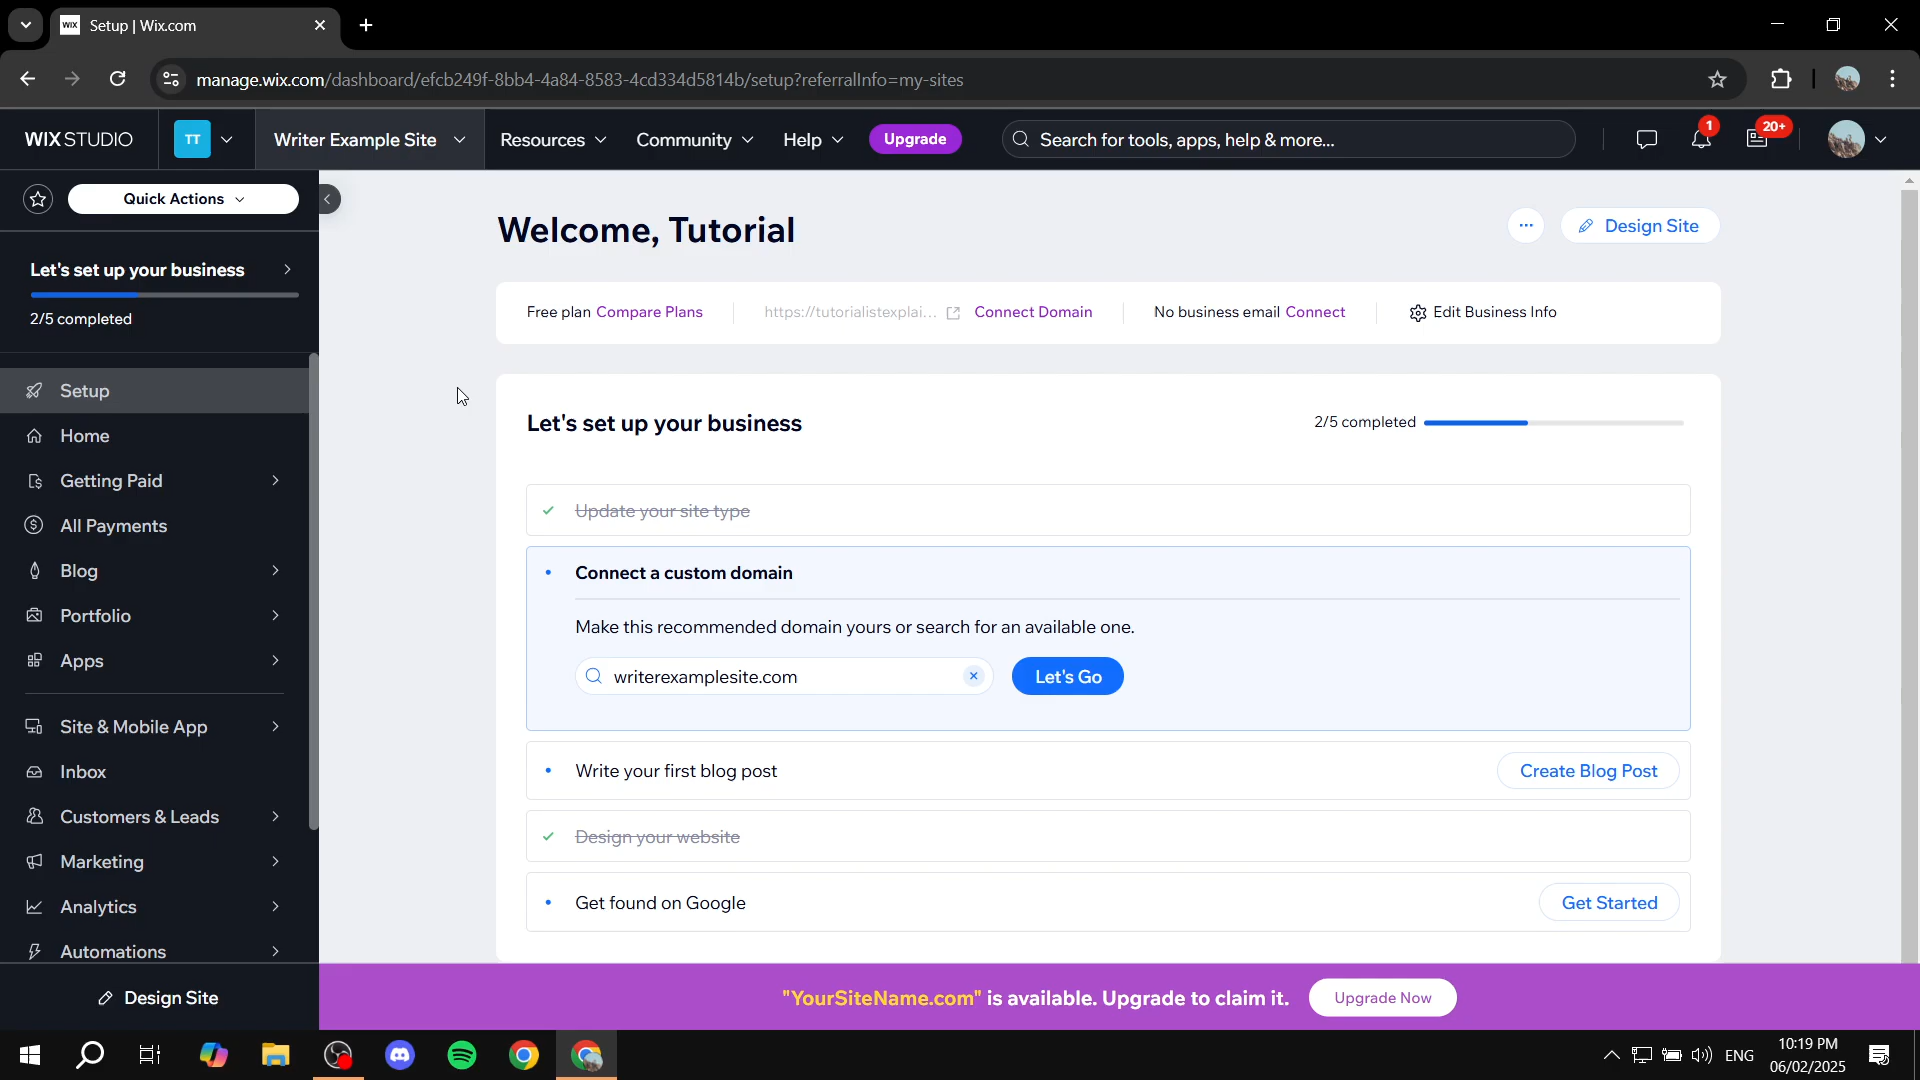 WIX Setup | Wix.com
manage.wix.com/dashboard/efcb249f-8bb4-4a84-8583-4cd334d5814b/setup?referralInfo=my-sites
WIX STUDIO
TT
Writer Example Site
Resources
Community
Help
Upgrade
Search for tools, apps, help & more...
1
20+
Quick Actions
Let's set up your business
2/5 completed
Setup
Home
Getting Paid
All Payments
Blog
Portfolio
Apps
Site & Mobile App
Inbox
Customers & Leads
Marketing
Analytics
Automations
Design Site
Welcome, Tutorial
Design Site
Free plan Compare Plans
https://tutorialistexplai... Connect Domain
No business email Connect
Edit Business Info
Let's set up your business
2/5 completed
Update your site type
Connect a custom domain
Make this recommended domain yours or search for an available one.
writerexamplesite.com
Let's Go
Write your first blog post
Create Blog Post
Design your website
Get found on Google
Get Started
"YourSiteName.com" is available. Upgrade to claim it.
Upgrade Now
ENG
10:19 PM
06/02/2025